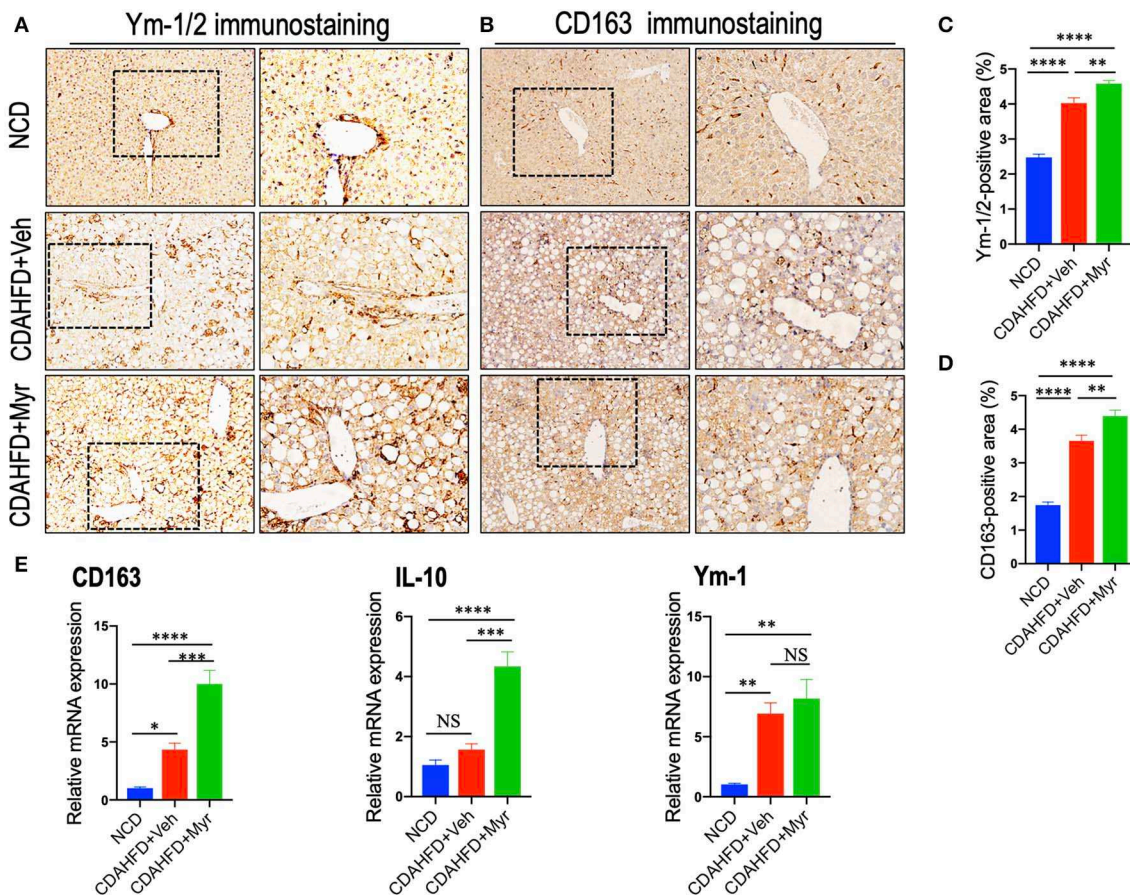 A Ym-1/2 immunostaining
B CD163 immunostaining
NCD
CDAHFD+Veh
CDAHFD+Myr
C
Ym-1/2-positive area (%)
5
4
3
2
1
0
****
****
**
NCD
CDAHFD+Veh
CDAHFD+Myr
D
CD163-positive area (%)
5
4
3
2
1
0
****
****
**
NCD
CDAHFD+Veh
CDAHFD+Myr
E
CD163
Relative mRNA expression
15
10
5
0
****
***
*
NCD
CDAHFD+Veh
CDAHFD+Myr
IL-10
Relative mRNA expression
6
4
2
0
****
***
NS
NCD
CDAHFD+Veh
CDAHFD+Myr
Ym-1
Relative mRNA expression
15
10
5
0
**
NS
**
NCD
CDAHFD+Veh
CDAHFD+Myr